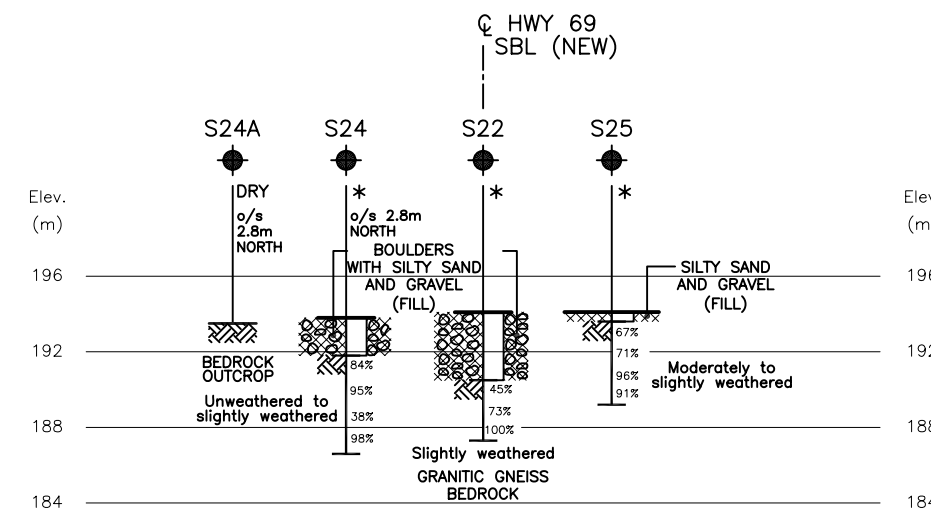 ℄ HWY 69
SBL (NEW)
S24A
S24
S22
S25
DRY
*
*
*
Elev.
(m)
Elev
(m
o/s
2.8m
NORTH
o/s 2.8m
NORTH
BOULDERS
WITH SILTY SAND
AND GRAVEL
(FILL)
SILTY SAND
AND GRAVEL
(FILL)
196
196
192
192
188
188
184
184
BEDROCK
OUTCROP
Unweathered to
slightly weathered
84%
95%
38%
98%
45%
73%
100%
Slightly weathered
GRANITIC GNEISS
BEDROCK
67%
71%
96%
91%
Moderately to
slightly weathered